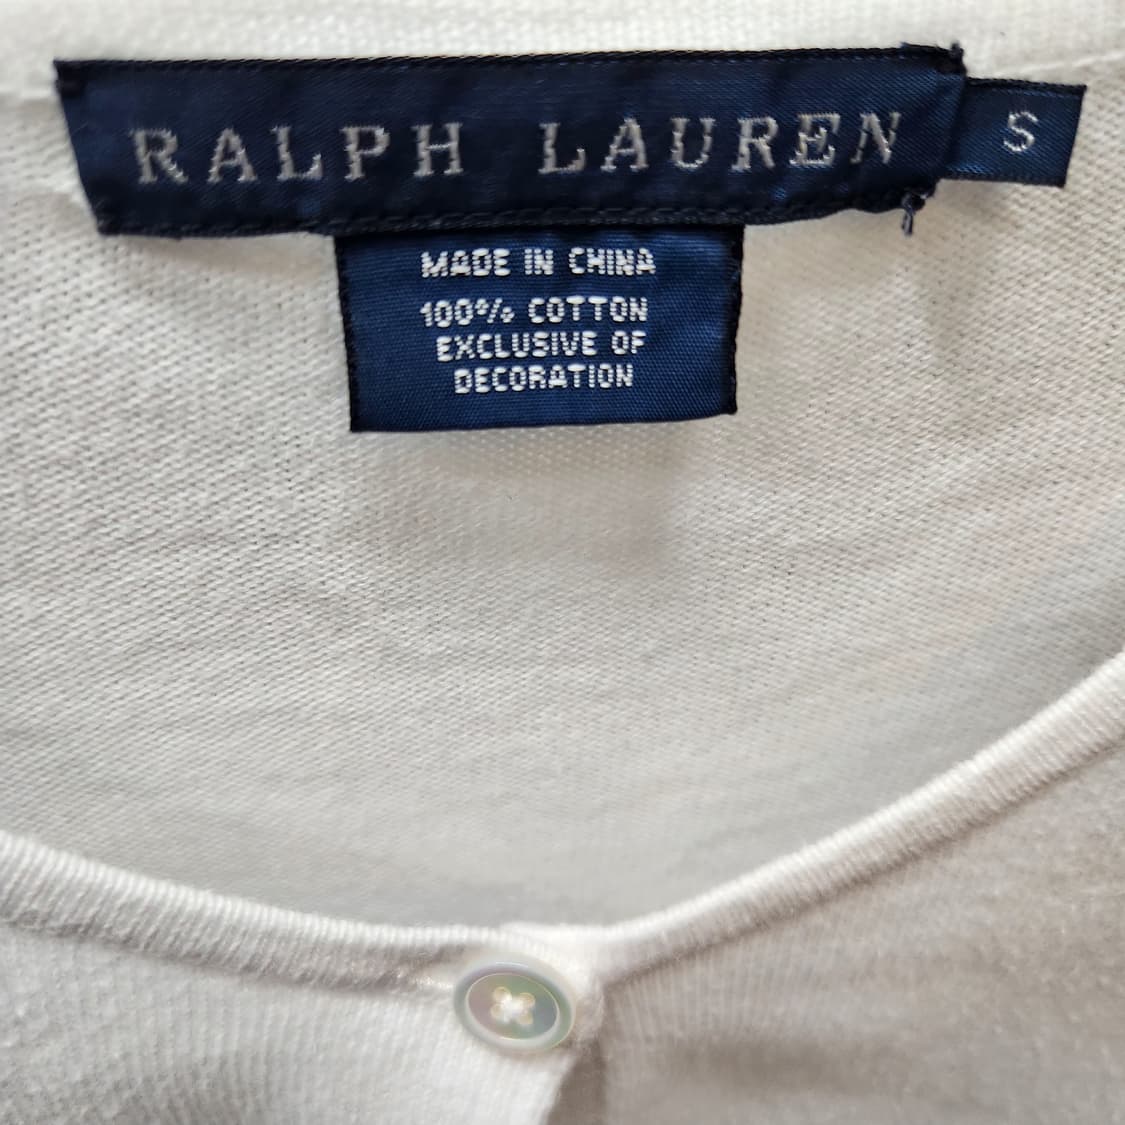 RALPH LAUREN
S
MADE IN CHINA
100% COTTON
EXCLUSIVE OF
DECORATION